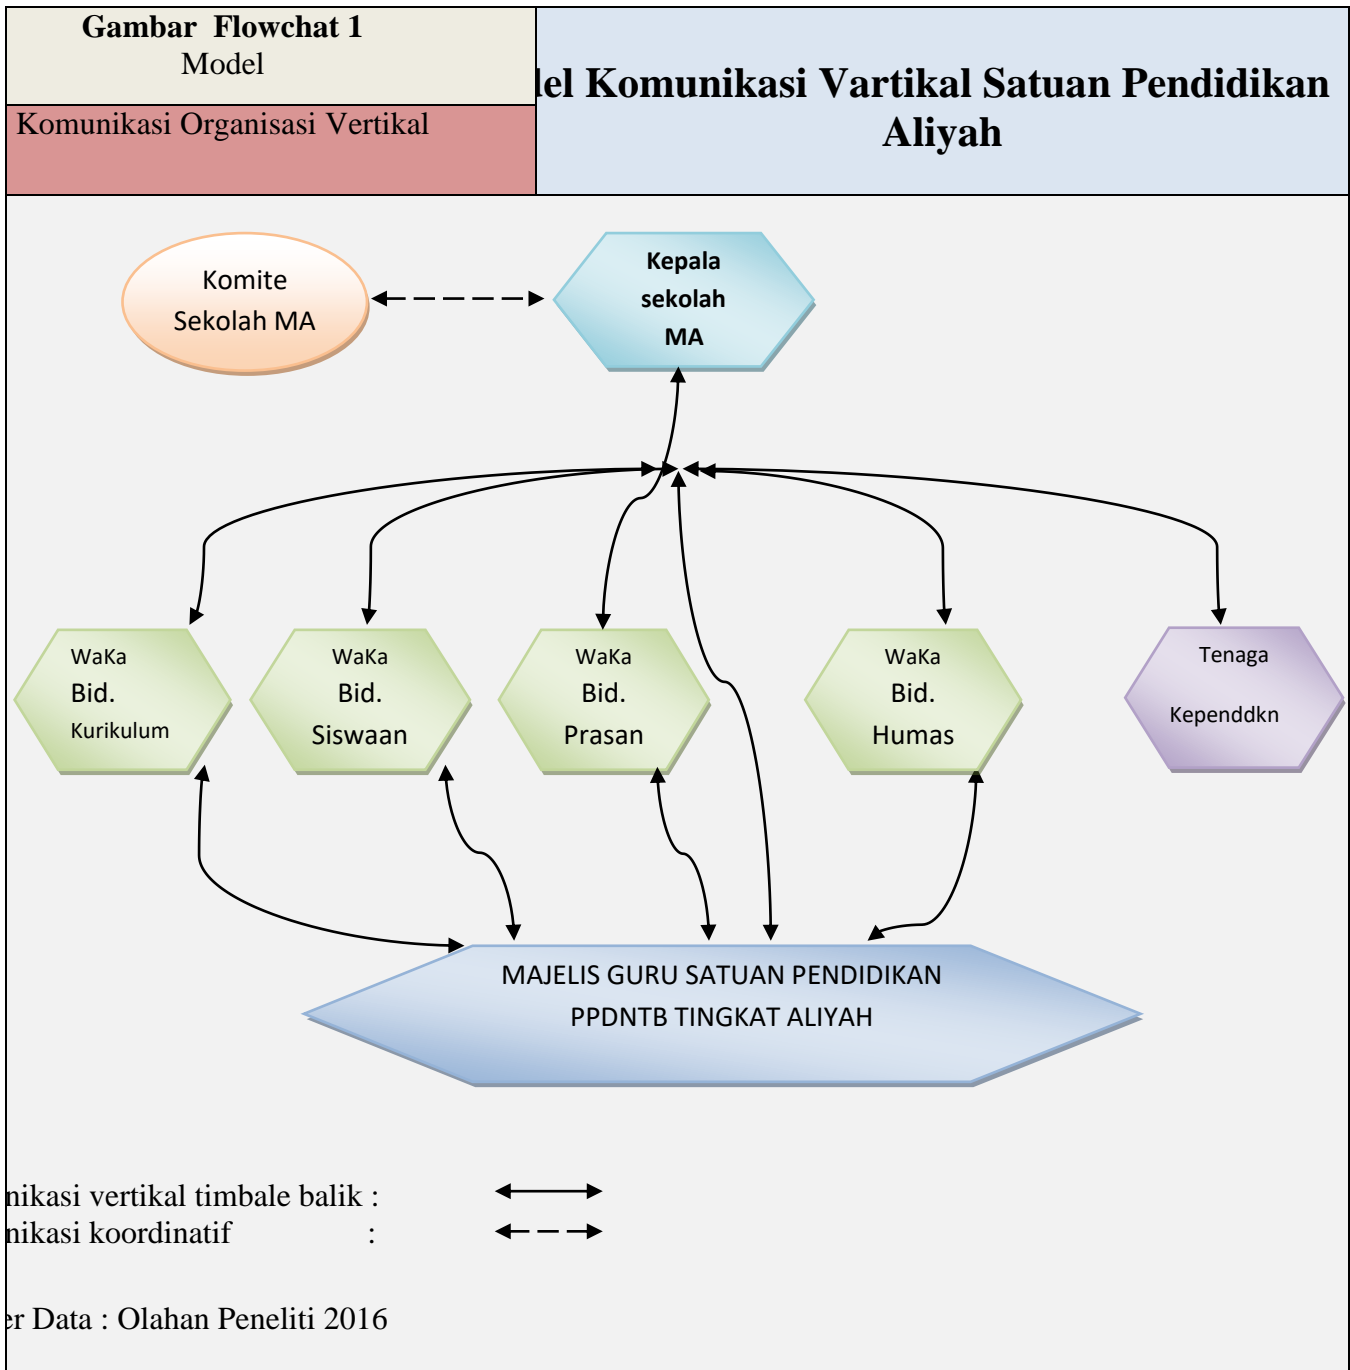 Gambar Flowchat 1
Model
Komunikasi Organisasi Vertikal
Komunikasi Vartikal Satuan Pendidikan
Aliyah
Komite
Sekolah MA
Kepala
sekolah
MA
WaKa
Bid.
Kurikulum
WaKa
Bid.
Siswaan
WaKa
Bid.
Prasan
WaKa
Bid.
Humas
Tenaga
Kependdkn
MAJELIS GURU SATUAN PENDIDIKAN
PPDNTB TINGKAT ALIYAH
nikasi vertikal timbale balik :
nikasi koordinatif :
er Data : Olahan Peneliti 2016